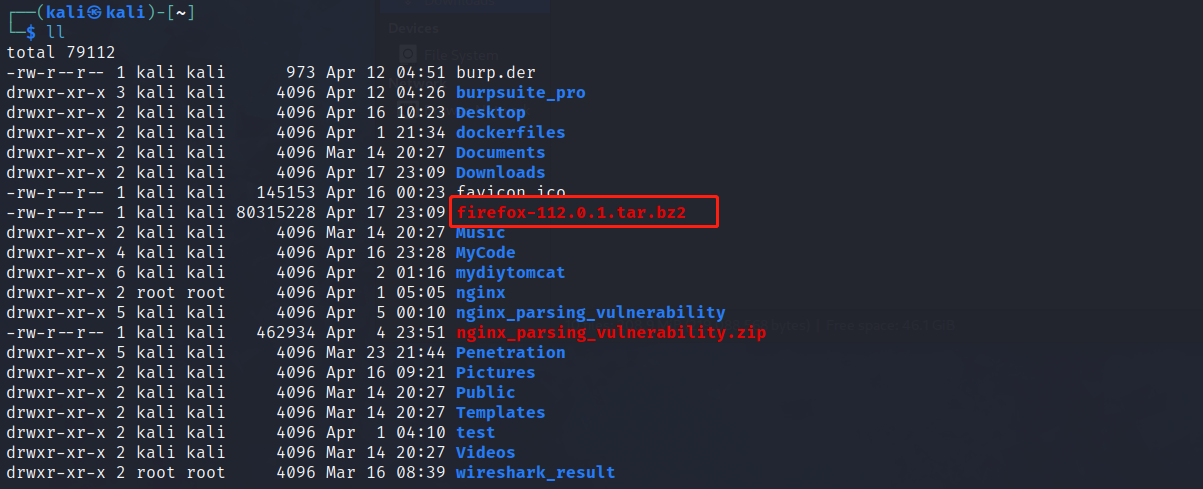 ┌──(kali㉿kali)-[~]
└─$ ll
total 79112
-rw-r--r-- 1 kali kali      973 Apr 12 04:51 burp.der
drwxr-xr-x 3 kali kali     4096 Apr 12 04:26 burpsuite_pro
drwxr-xr-x 2 kali kali     4096 Apr 16 10:23 Desktop
drwxr-xr-x 2 kali kali     4096 Apr  1 21:34 dockerfiles
drwxr-xr-x 2 kali kali     4096 Mar 14 20:27 Documents
drwxr-xr-x 2 kali kali     4096 Apr 17 23:09 Downloads
-rw-r--r-- 1 kali kali   145153 Apr 16 00:23 favicon.ico
-rw-r--r-- 1 kali kali 80315228 Apr 17 23:09 firefox-112.0.1.tar.bz2
drwxr-xr-x 2 kali kali     4096 Mar 14 20:27 Music
drwxr-xr-x 4 kali kali     4096 Apr 16 23:28 MyCode
drwxr-xr-x 6 kali kali     4096 Apr  2 01:16 mydiytomcat
drwxr-xr-x 2 root root     4096 Apr  1 05:05 nginx
drwxr-xr-x 5 kali kali     4096 Apr  5 00:10 nginx_parsing_vulnerability
-rw-r--r-- 1 kali kali   462934 Apr  4 23:51 nginx_parsing_vulnerability.zip
drwxr-xr-x 5 kali kali     4096 Mar 23 21:44 Penetration
drwxr-xr-x 2 kali kali     4096 Apr 16 09:21 Pictures
drwxr-xr-x 2 kali kali     4096 Mar 14 20:27 Public
drwxr-xr-x 2 kali kali     4096 Mar 14 20:27 Templates
drwxr-xr-x 2 kali kali     4096 Apr  1 04:10 test
drwxr-xr-x 2 kali kali     4096 Mar 14 20:27 Videos
drwxr-xr-x 2 root root     4096 Mar 16 08:39 wireshark_result
Devices
File System